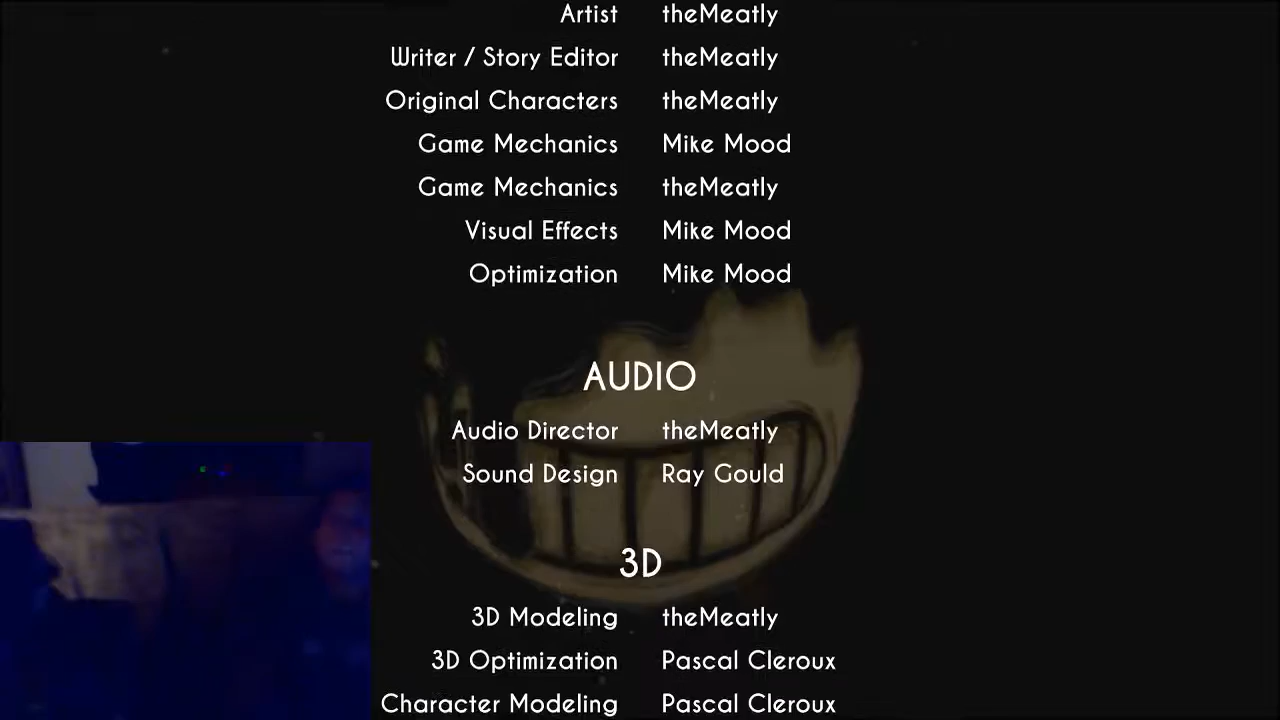 Artist theMeatly
Writer / Story Editor theMeatly
Original Characters theMeatly
Game Mechanics Mike Mood
Game Mechanics theMeatly
Visual Effects Mike Mood
Optimization Mike Mood
AUDIO
Audio Director theMeatly
Sound Design Ray Gould
3D
3D Modeling theMeatly
3D Optimization Pascal Cleroux
Character Modeling Pascal Cleroux